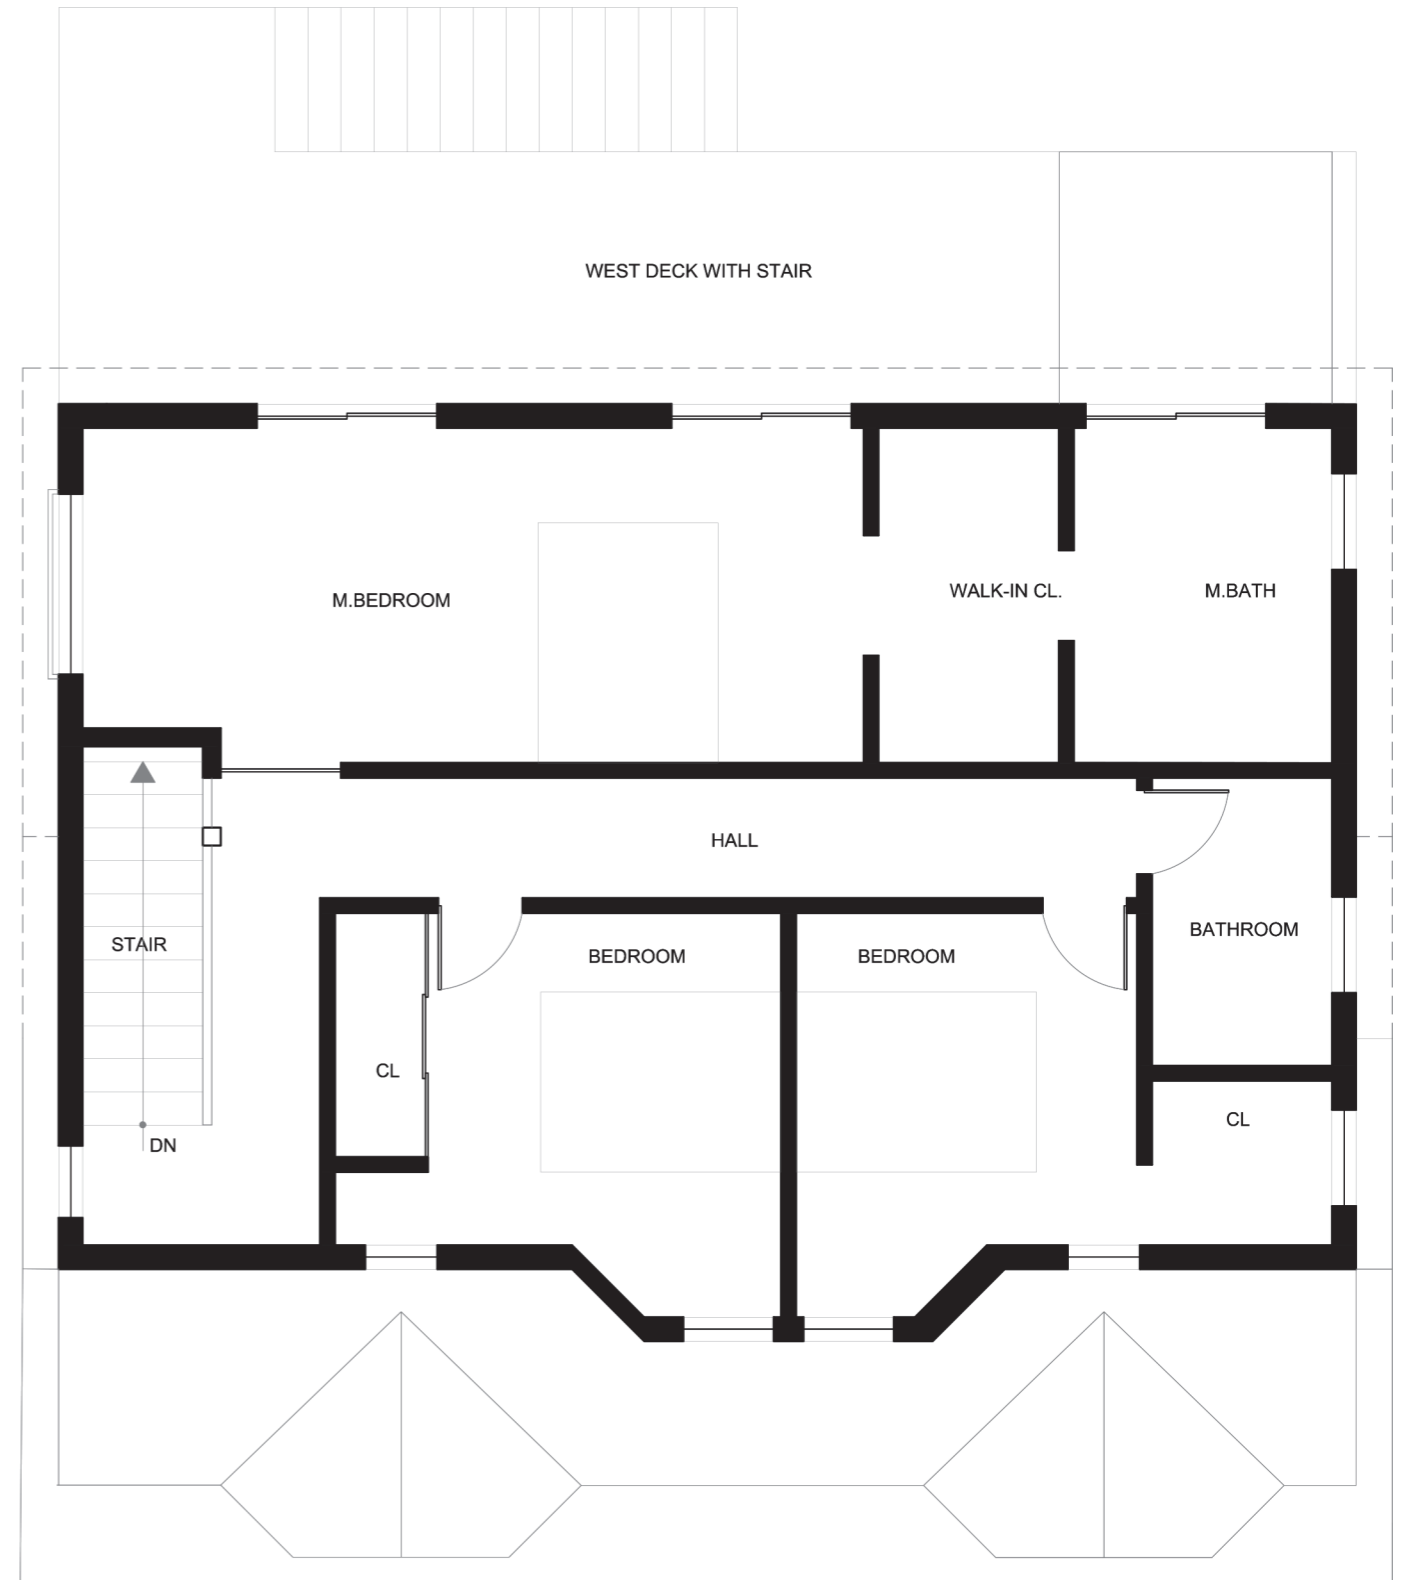 WEST DECK WITH STAIR
M.BEDROOM
WALK-IN CL.
M.BATH
HALL
STAIR
BEDROOM
BEDROOM
BATHROOM
CL
CL
DN